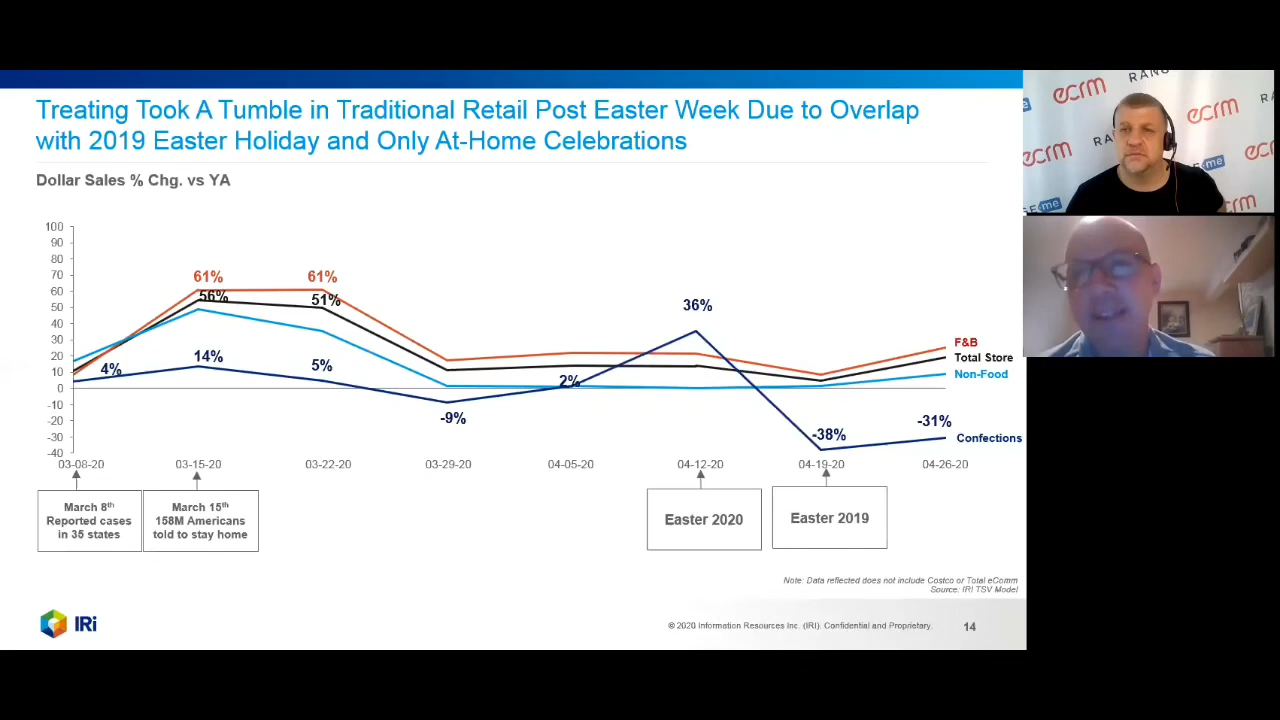 Treating Took A Tumble in Traditional Retail Post Easter Week Due to Overlap
with 2019 Easter Holiday and Only At-Home Celebrations
Dollar Sales % Chg. vs YA
100
90
80
70
60
50
40
30
20
10
0
-10
-20
-30
-40
61%
61%
56%
51%
4%
14%
5%
-9%
2%
36%
-38%
-31%
F&B
Total Store
Non-Food
Confections
03-08-20
03-15-20
03-22-20
03-29-20
04-05-20
04-12-20
04-19-20
04-26-20
March 8th
Reported cases
in 35 states
March 15th
158M Americans
told to stay home
Easter 2020
Easter 2019
Note: Data reflected does not include Costco or Total eComm
Source: IRI TSV Model
IRi
© 2020 Information Resources Inc. (IRI). Confidential and Proprietary.
14
ecrm
ecrm
ecrm
ecrm
ecrm